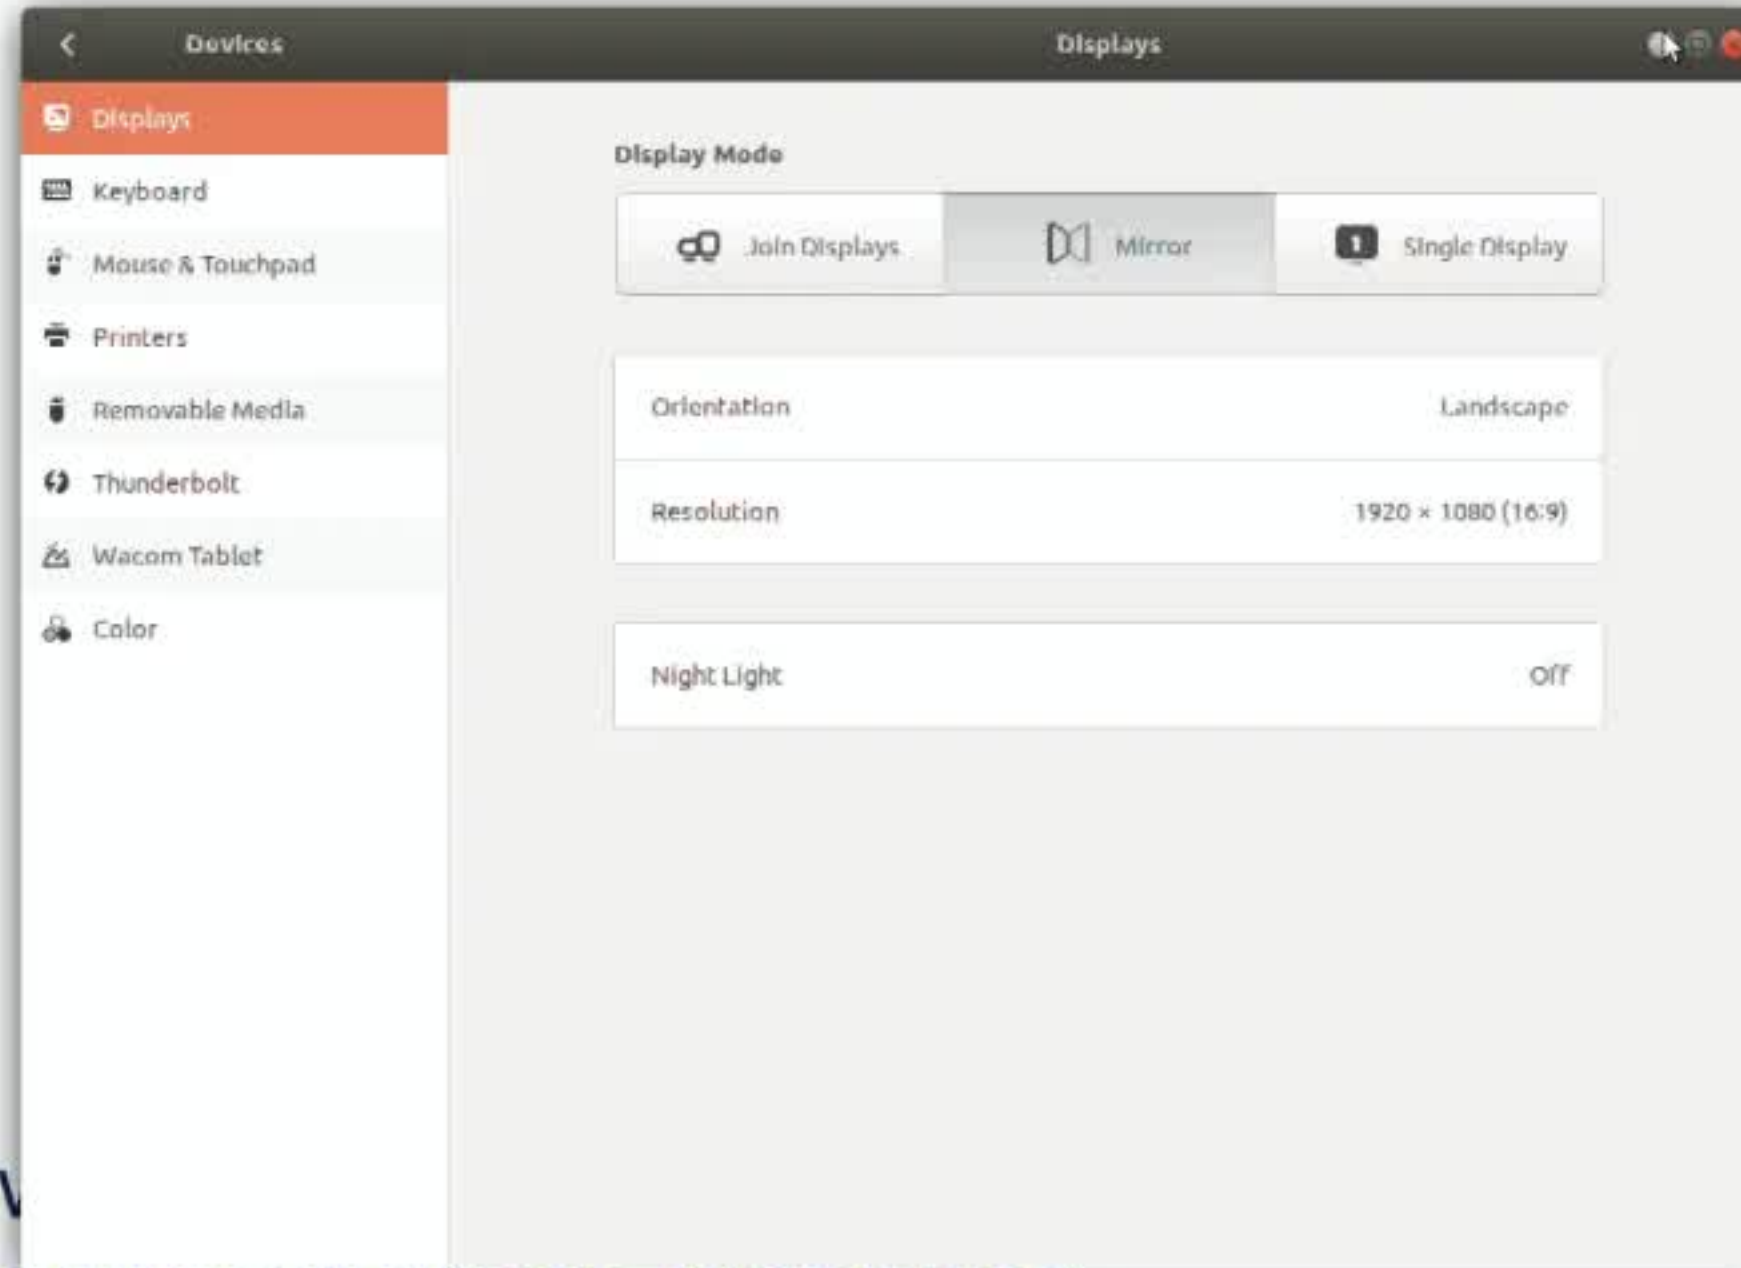 Devices
Displays
Displays
Keyboard
Mouse & Touchpad
Printers
Removable Media
Thunderbolt
Wacom Tablet
Color
Display Mode
Join Displays
Mirror
1
Single Display
Orientation
Landscape
Resolution
1920 × 1080 (16:9)
Night Light
Off